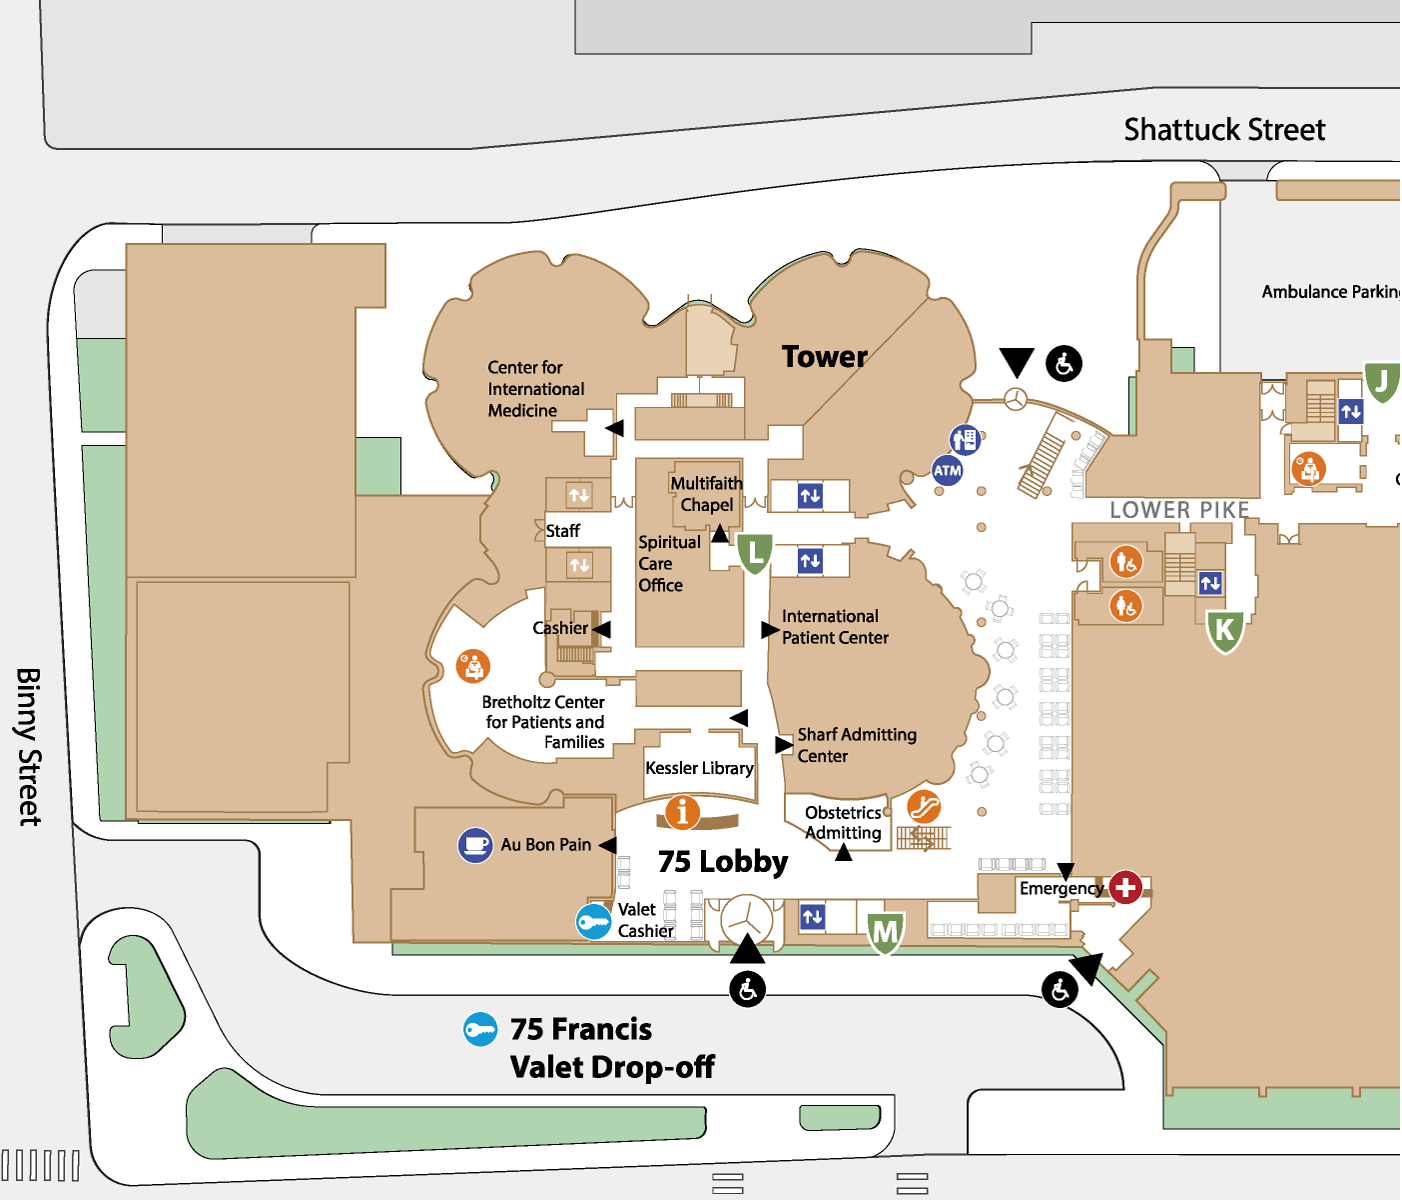 Shattuck Street
Ambulance Parking
Tower
Center for
International
Medicine
J
ATM
Multifaith
Chapel
LOWER PIKE
Staff
Spiritual
Care
Office
L
International
Patient Center
Cashier
K
Bretholtz Center
for Patients and
Families
Sharf Admitting
Center
Kessler Library
i
Obstetrics
Admitting
Au Bon Pain
75 Lobby
Emergency
Valet
Cashier
M
Binny Street
75 Francis
Valet Drop-off